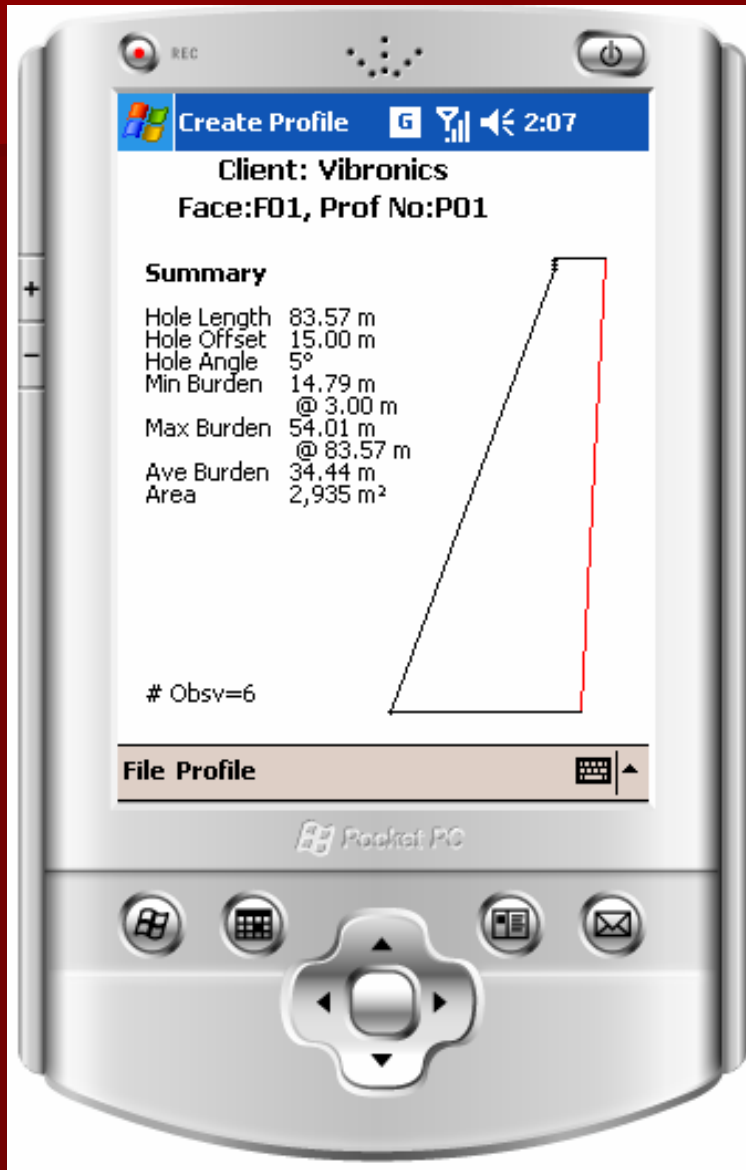 REC
Create Profile G 2:07
Client: Vibronics
Face:F01, Prof No:P01
Summary
Hole Length 83.57 m
Hole Offset 15.00 m
Hole Angle 5°
Min Burden 14.79 m
@ 3.00 m
Max Burden 54.01 m
@ 83.57 m
Ave Burden 34.44 m
Area 2,935 m²
# Obsv=6
File Profile
Pocket PC